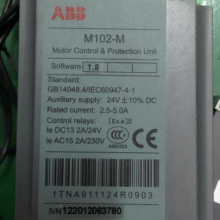 ABB
M102-M
Motor Control & Protection Unit
Software 1.8
Standard:
GB14048.4/IEC60947-4-1
Auxiliary supply: 24V ± 10% DC
Rated current: 2.5-5.0A
Control relays:
Ie DC13 2A/24V
Ie AC15 2A/230V
1TNA911124R0903
S/N122012063780